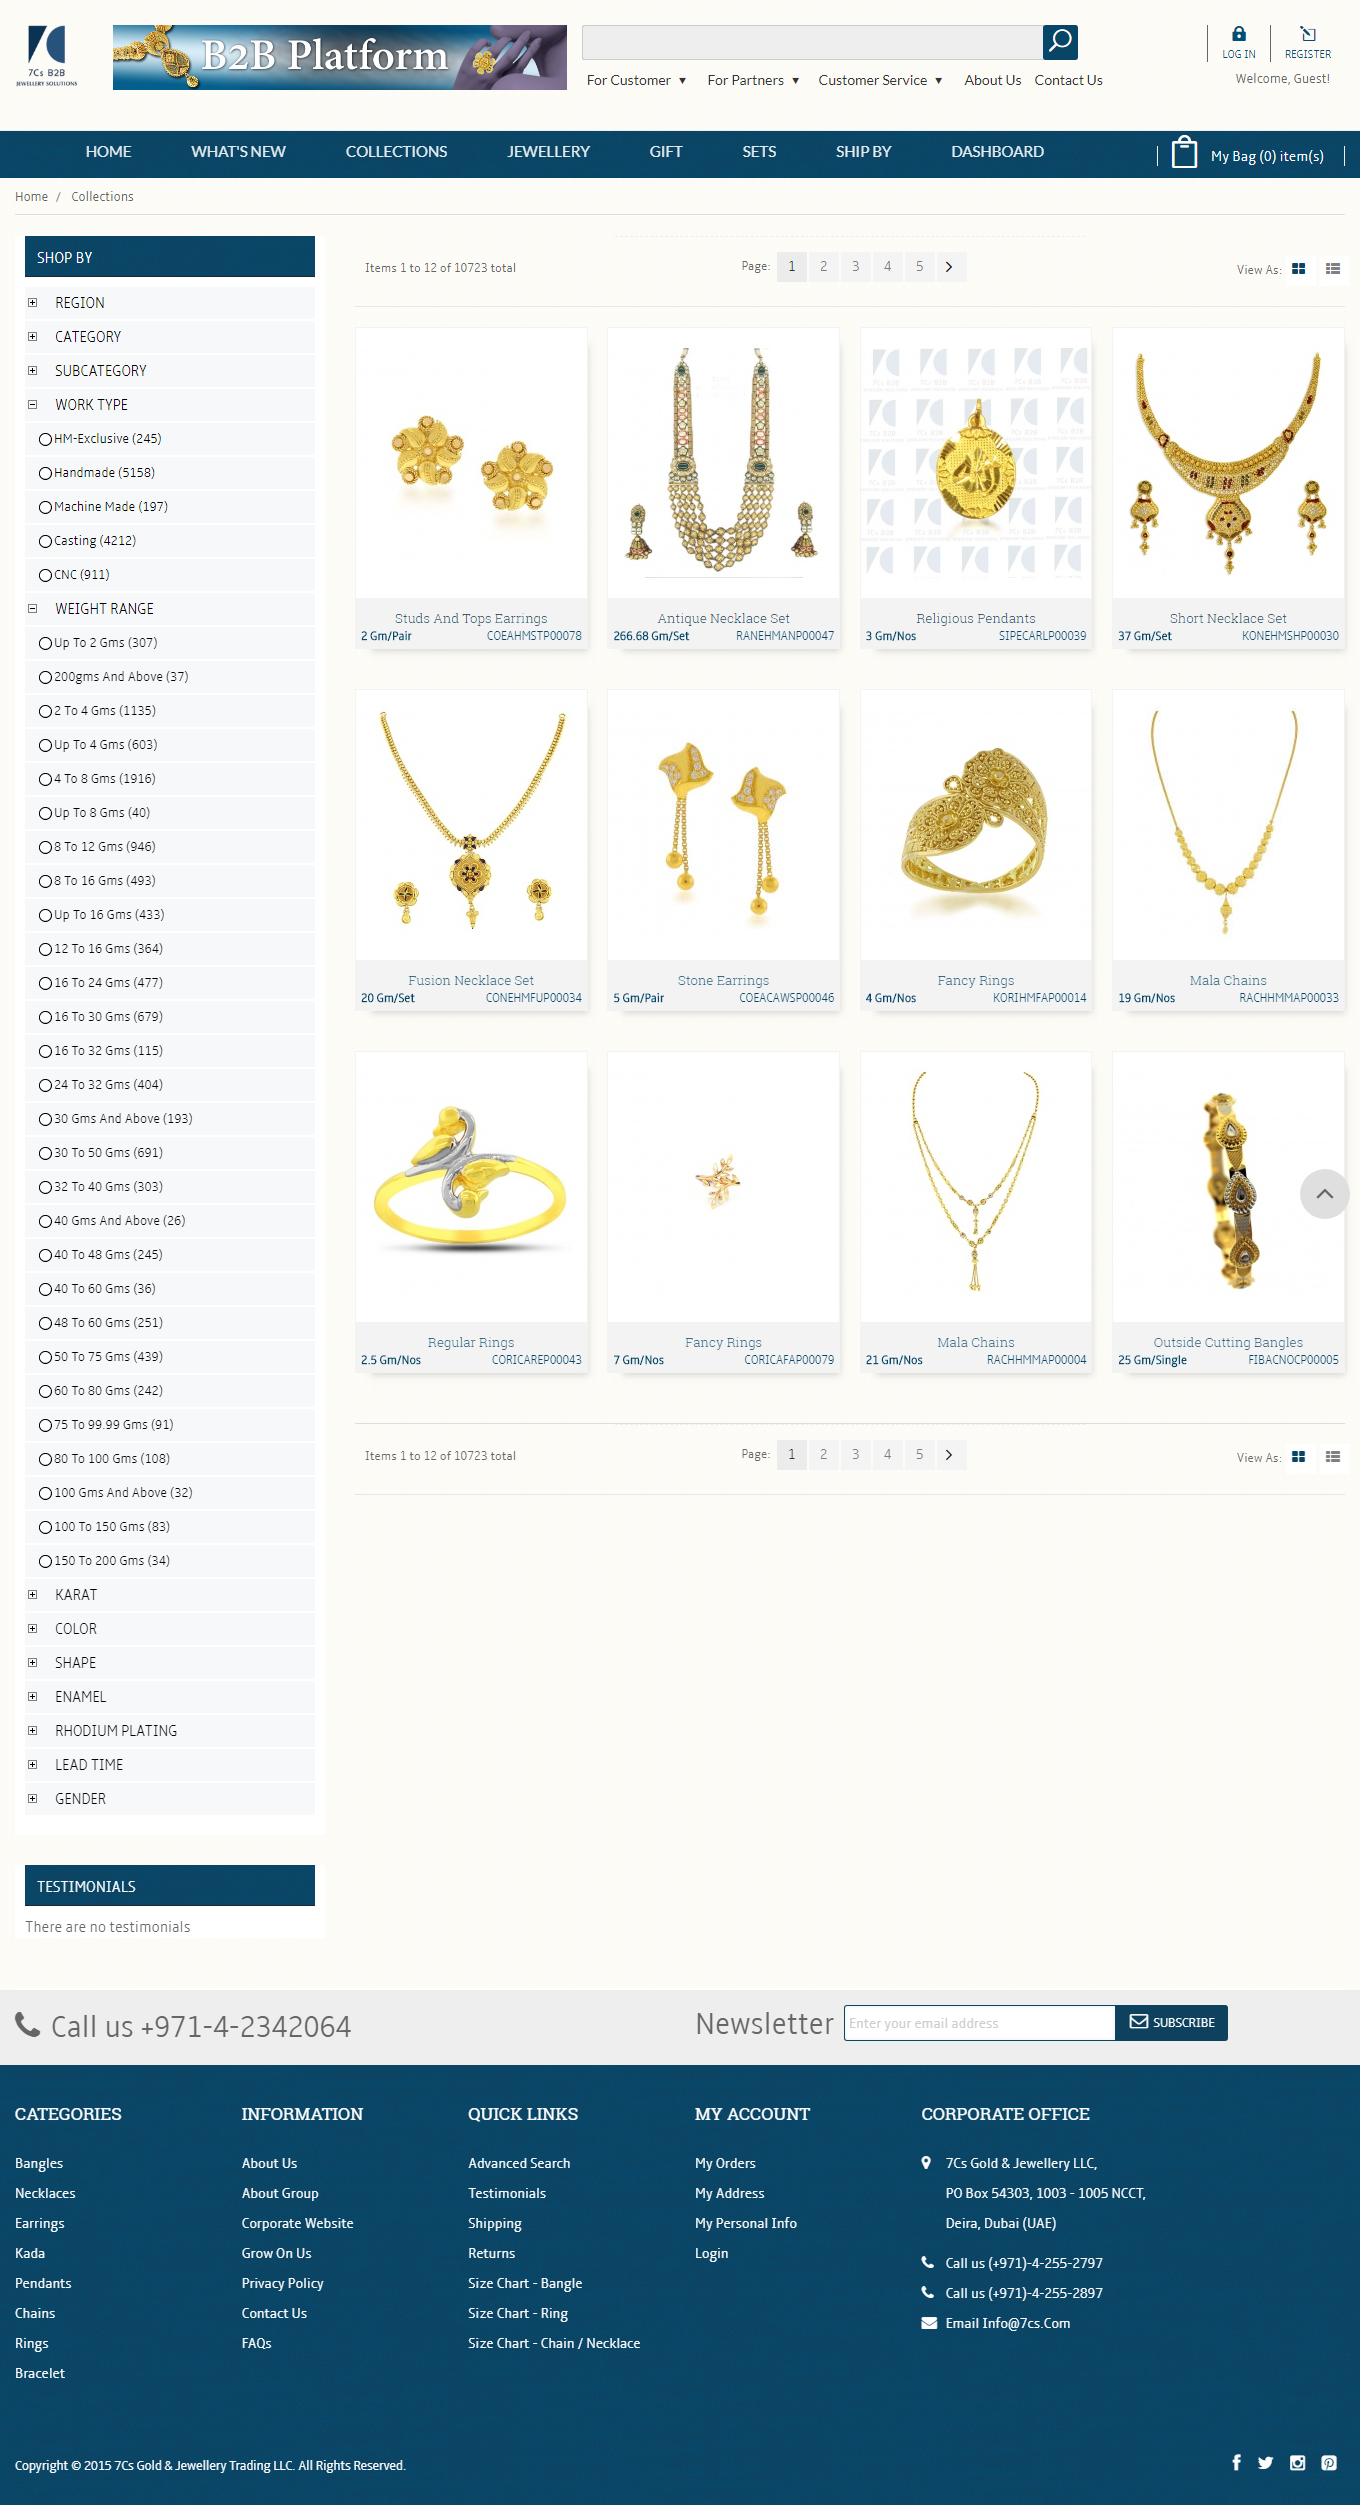 7Cs B2B
JEWELLERY SOLUTIONS
B2B Platform
For Customer ▼
For Partners ▼
Customer Service ▼
About Us
Contact Us
LOG IN
REGISTER
Welcome, Guest!
HOME
WHAT'S NEW
COLLECTIONS
JEWELLERY
GIFT
SETS
SHIP BY
DASHBOARD
My Bag (0) item(s)
Home / Collections
SHOP BY
REGION
CATEGORY
SUBCATEGORY
WORK TYPE
HM-Exclusive (245)
Handmade (5158)
Machine Made (197)
Casting (4212)
CNC (911)
WEIGHT RANGE
Up To 2 Gms (307)
200gms And Above (37)
2 To 4 Gms (1135)
Up To 4 Gms (603)
4 To 8 Gms (1916)
Up To 8 Gms (40)
8 To 12 Gms (946)
8 To 16 Gms (493)
Up To 16 Gms (433)
12 To 16 Gms (364)
16 To 24 Gms (477)
16 To 30 Gms (679)
16 To 32 Gms (115)
24 To 32 Gms (404)
30 Gms And Above (193)
30 To 50 Gms (691)
32 To 40 Gms (303)
40 Gms And Above (26)
40 To 48 Gms (245)
40 To 60 Gms (36)
48 To 60 Gms (251)
50 To 75 Gms (439)
60 To 80 Gms (242)
75 To 99.99 Gms (91)
80 To 100 Gms (108)
100 Gms And Above (32)
100 To 150 Gms (83)
150 To 200 Gms (34)
KARAT
COLOR
SHAPE
ENAMEL
RHODIUM PLATING
LEAD TIME
GENDER
TESTIMONIALS
There are no testimonials
Items 1 to 12 of 10723 total
Page: 1 2 3 4 5
View As:
Studs And Tops Earrings
2 Gm/Pair COEAHMSTP00078
Antique Necklace Set
266.68 Gm/Set RANEHMANP00047
Religious Pendants
3 Gm/Nos SIPECARLP00039
Short Necklace Set
37 Gm/Set KONEHMSHP00030
Fusion Necklace Set
20 Gm/Set CONEHMFUP00034
Stone Earrings
5 Gm/Pair COEACAWSP00046
Fancy Rings
4 Gm/Nos KORIHMFAP00014
Mala Chains
19 Gm/Nos RACHHMMAP00033
Regular Rings
2.5 Gm/Nos CORICAREP00043
Fancy Rings
7 Gm/Nos CORICAFAP00079
Mala Chains
21 Gm/Nos RACHHMMAP00004
Outside Cutting Bangles
25 Gm/Single FIBACNOCP00005
Items 1 to 12 of 10723 total
Page: 1 2 3 4 5
View As:
Call us +971-4-2342064
Newsletter
Enter your email address
SUBSCRIBE
CATEGORIES
Bangles
Necklaces
Earrings
Kada
Pendants
Chains
Rings
Bracelet
INFORMATION
About Us
About Group
Corporate Website
Grow On Us
Privacy Policy
Contact Us
FAQs
QUICK LINKS
Advanced Search
Testimonials
Shipping
Returns
Size Chart - Bangle
Size Chart - Ring
Size Chart - Chain / Necklace
MY ACCOUNT
My Orders
My Address
My Personal Info
Login
CORPORATE OFFICE
7Cs Gold & Jewellery LLC,
PO Box 54303, 1003 - 1005 NCCT,
Deira, Dubai (UAE)
Call us (+971)-4-255-2797
Call us (+971)-4-255-2897
Email Info@7cs.Com
Copyright © 2015 7Cs Gold & Jewellery Trading LLC. All Rights Reserved.